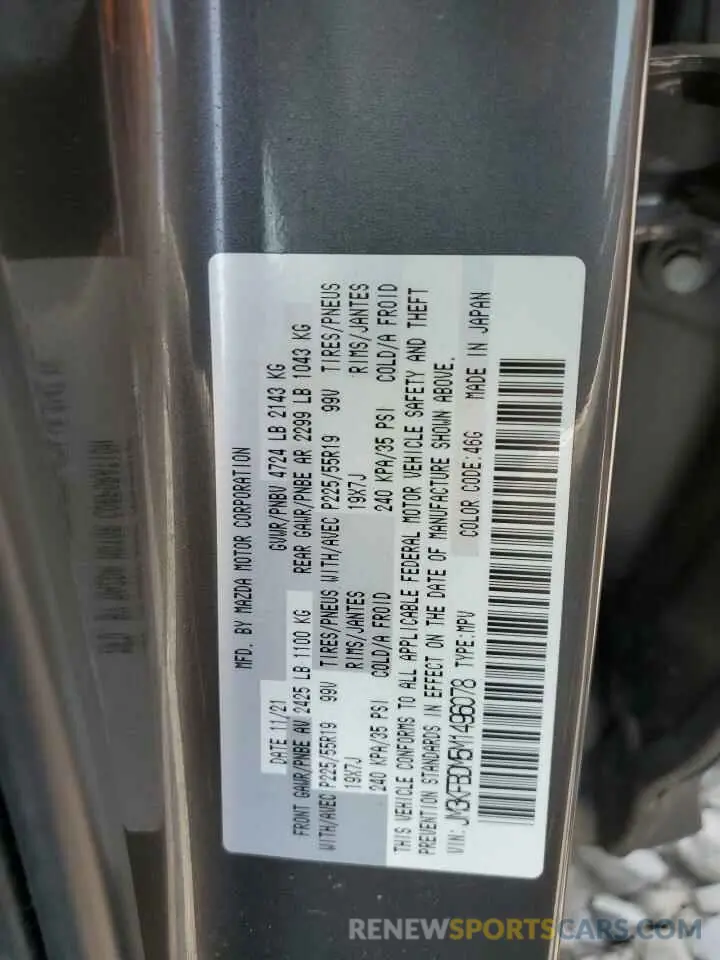 MFD. BY MAZDA MOTOR CORPORATION
DATE 11/21 GVWR/PNBV 4724 LB 2143 KG
FRONT GAWR/PNBE AV 2425 LB 1100 KG REAR GAWR/PNBE AR 2299 LB 1043 KG
WITH/AVEC P225/55R19 99V TIRES/PNEUS WITH/AVEC P225/55R19 99V TIRES/PNEUS
19X7J RIMS/JANTES 19X7J RIMS/JANTES
240 KPA/35 PSI COLD/A FROID 240 KPA/35 PSI COLD/A FROID
THIS VEHICLE CONFORMS TO ALL APPLICABLE FEDERAL MOTOR VEHICLE SAFETY AND THEFT
PREVENTION STANDARDS IN EFFECT ON THE DATE OF MANUFACTURE SHOWN ABOVE.
VIN: JM3KFBDM5M1496078 TYPE:MPV COLOR CODE:46G MADE IN JAPAN
RENEWSPORTSCARS.COM